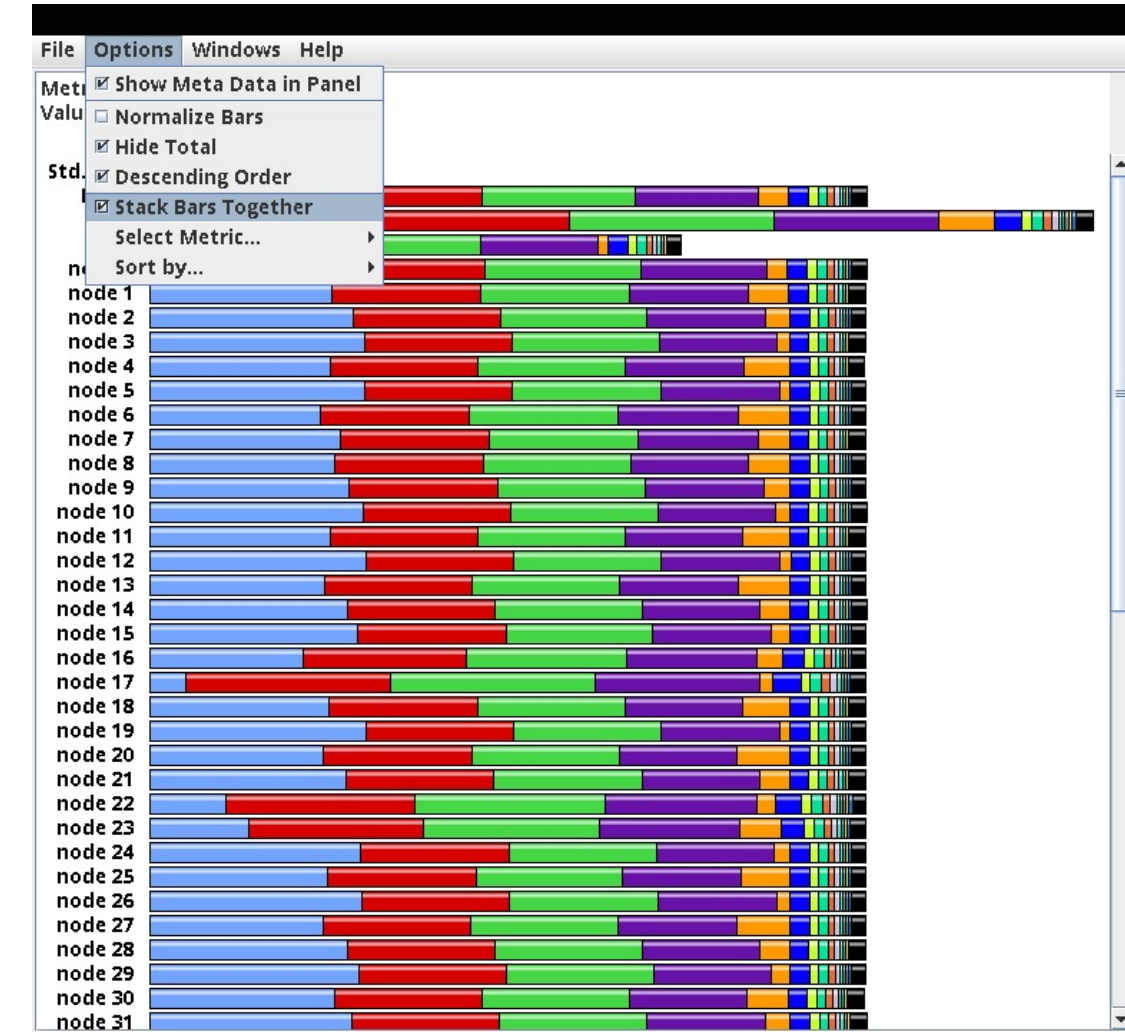 File Options Windows Help
Show Meta Data in Panel
Normalize Bars
Hide Total
Descending Order
Stack Bars Together
Select Metric...
Sort by...
Std.
node 1
node 2
node 3
node 4
node 5
node 6
node 7
node 8
node 9
node 10
node 11
node 12
node 13
node 14
node 15
node 16
node 17
node 18
node 19
node 20
node 21
node 22
node 23
node 24
node 25
node 26
node 27
node 28
node 29
node 30
node 31